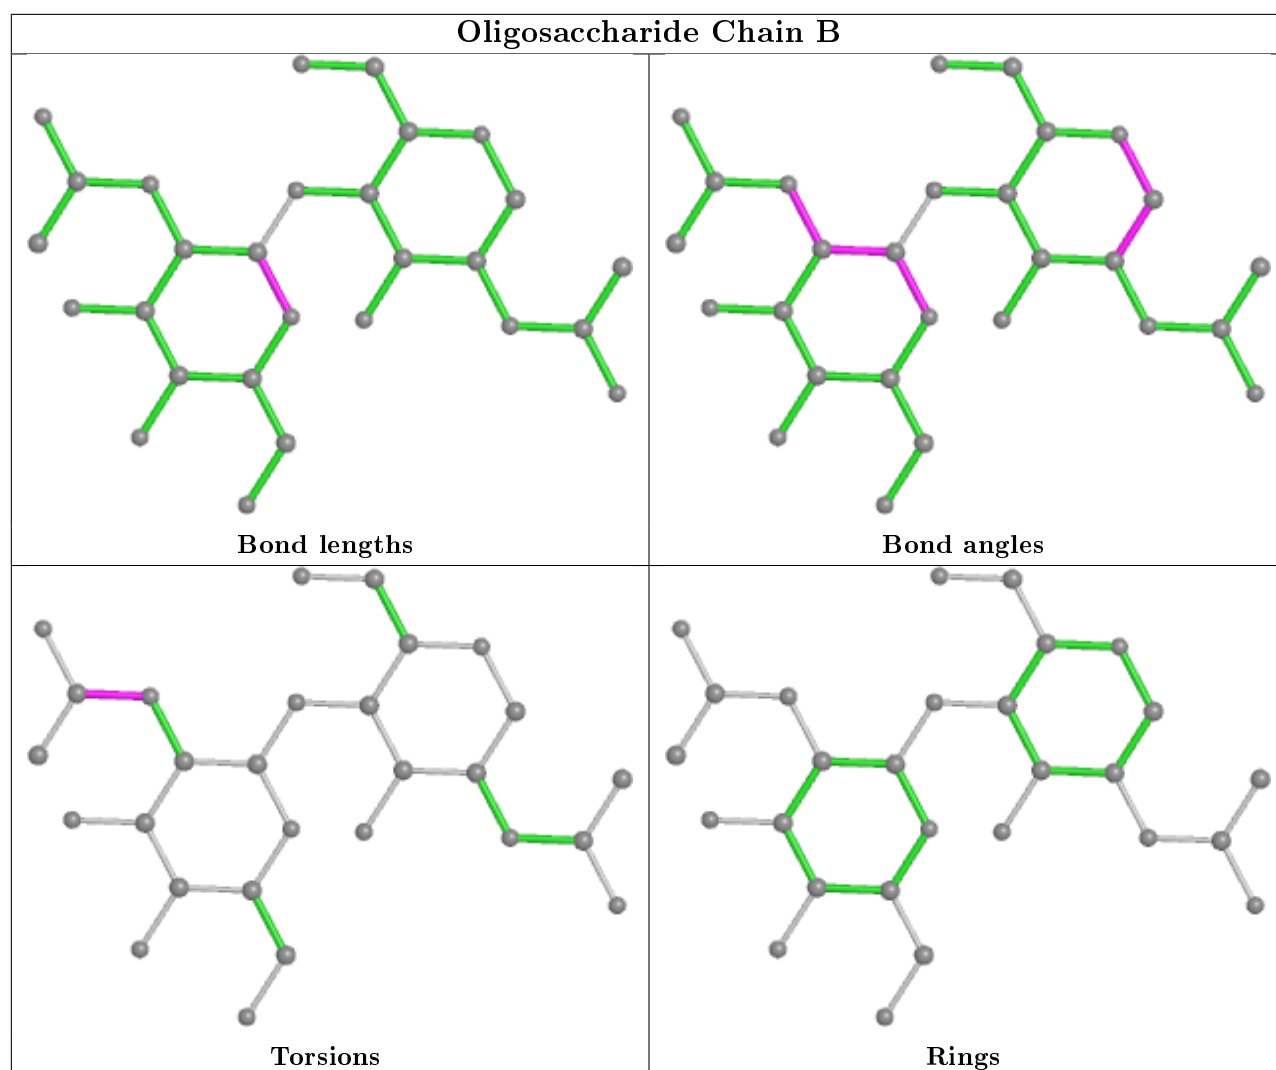 Oligosaccharide Chain B
Bond lengths
Bond angles
Torsions
Rings